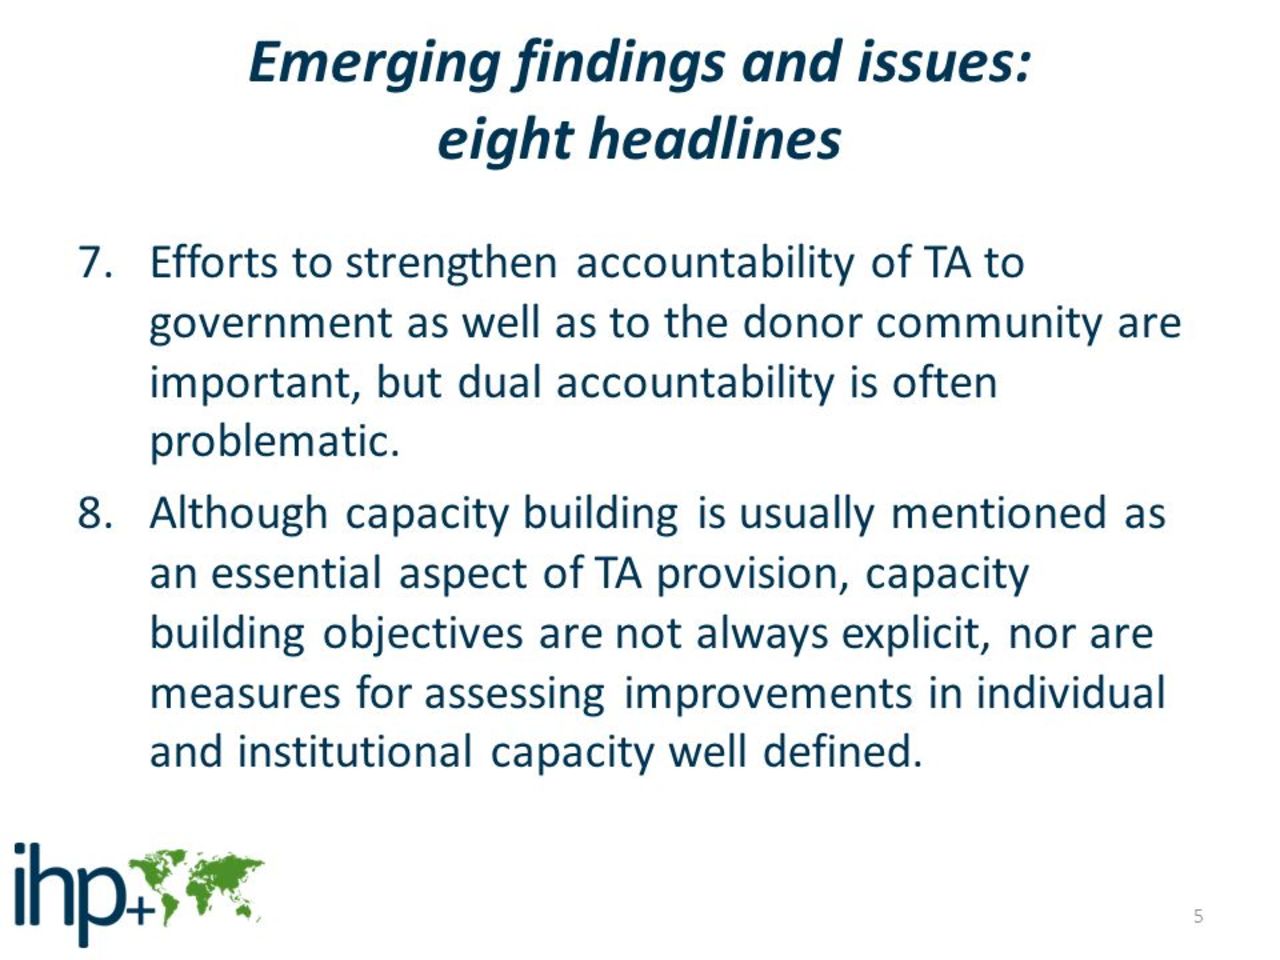 Emerging findings and issues:
eight headlines
7. Efforts to strengthen accountability of TA to
government as well as to the donor community are
important, but dual accountability is often
problematic.
8. Although capacity building is usually mentioned as
an essential aspect of TA provision, capacity
building objectives are not always explicit, nor are
measures for assessing improvements in individual
and institutional capacity well defined.
ihp+
5